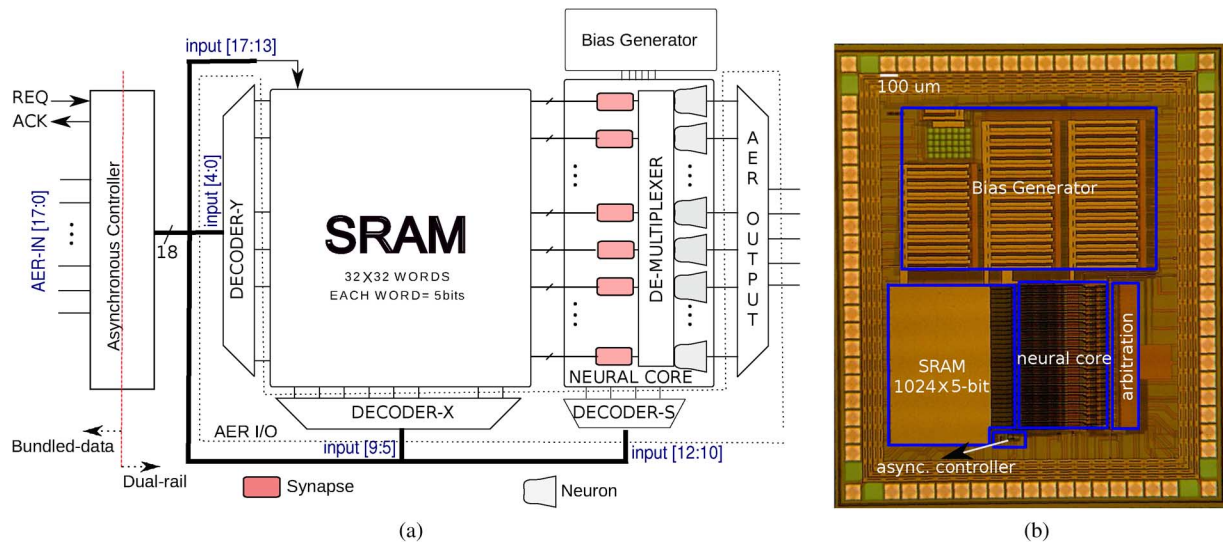 input [17:13]
Bias Generator
REQ
ACK
AER-IN [17:0]
Asynchronous Controller
18
input [4:0]
DECODER-Y
SRAM
32X32 WORDS
EACH WORD= 5bits
DE-MULTIPLEXER
NEURAL CORE
AER OUTPUT
DECODER-X
DECODER-S
AER I/O
input [9:5]
input [12:10]
Bundled-data
Dual-rail
Synapse
Neuron
(a)
100 um
Bias Generator
SRAM
1024X5-bit
neural core
arbitration
async. controller
(b)